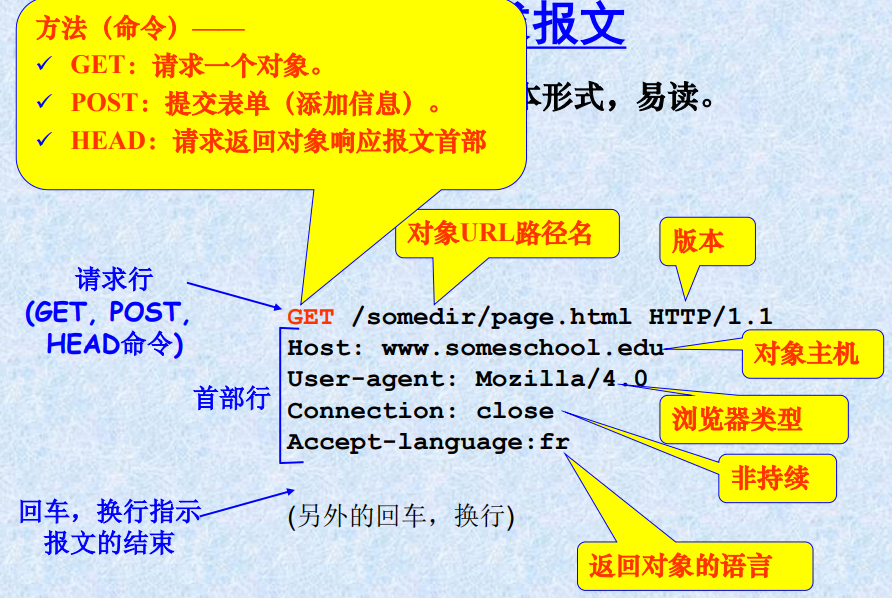 报文
方法（命令）——
✓ GET：请求一个对象。
✓ POST：提交表单（添加信息）。
✓ HEAD：请求返回对象响应报文首部
形式，易读。
对象URL路径名
版本
请求行
(GET, POST,
HEAD命令)
GET /somedir/page.html HTTP/1.1
Host: www.someschool.edu
对象主机
User-agent: Mozilla/4.0
首部行
Connection: close
浏览器类型
Accept-language:fr
非持续
回车，换行指示
报文的结束
(另外的回车，换行)
返回对象的语言